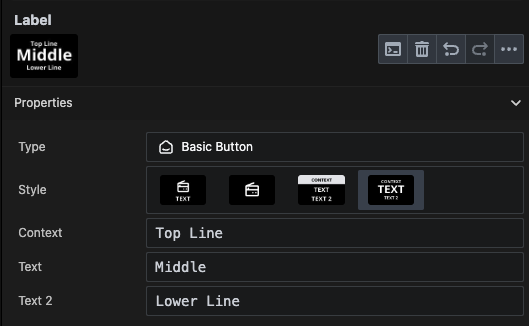 Label
Top Line
Middle
Lower Line
Properties
Type
Basic Button
Style
TEXT
CONTEXT
TEXT
TEXT 2
CONTEXT
TEXT
TEXT 2
Context
Top Line
Text
Middle
Text 2
Lower Line